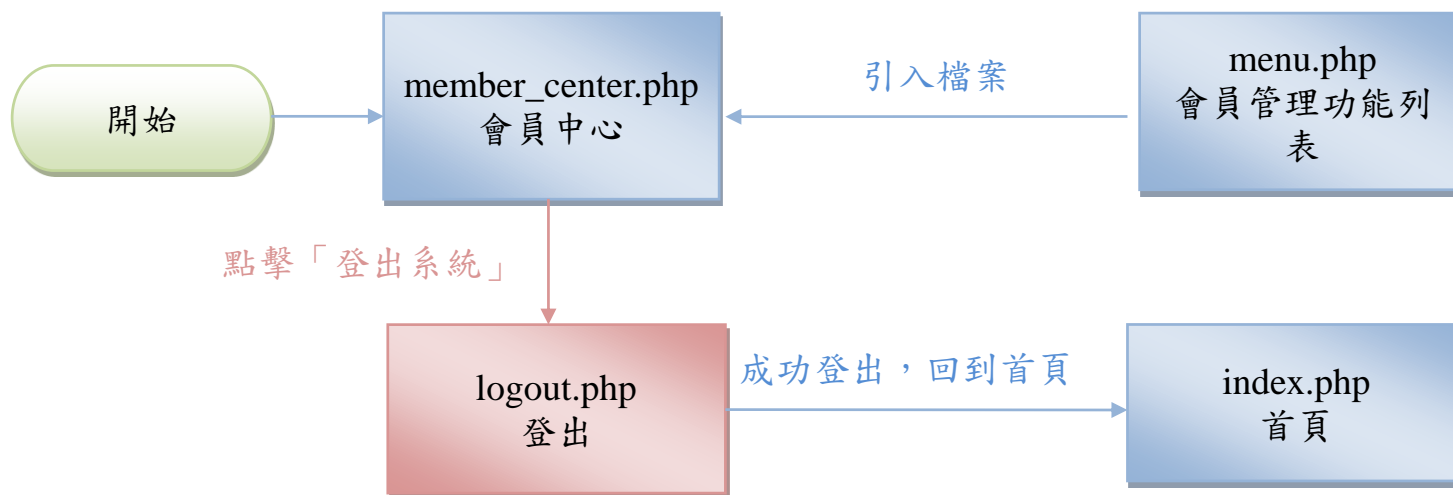 開始
member_center.php
會員中心
引入檔案
menu.php
會員管理功能列
表
點擊「登出系統」
logout.php
登出
成功登出，回到首頁
index.php
首頁